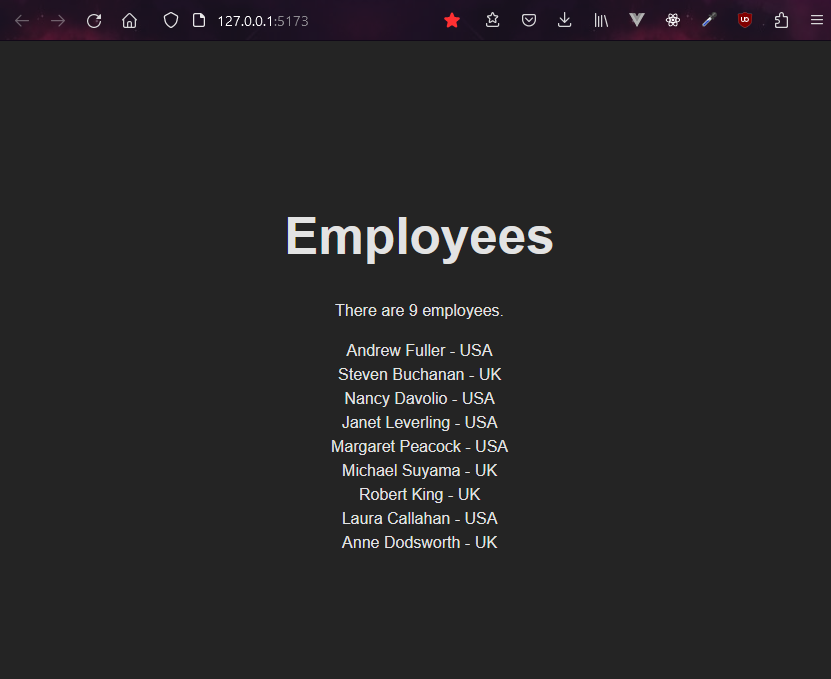 127.0.0.1:5173
Employees
There are 9 employees.
Andrew Fuller - USA
Steven Buchanan - UK
Nancy Davolio - USA
Janet Leverling - USA
Margaret Peacock - USA
Michael Suyama - UK
Robert King - UK
Laura Callahan - USA
Anne Dodsworth - UK